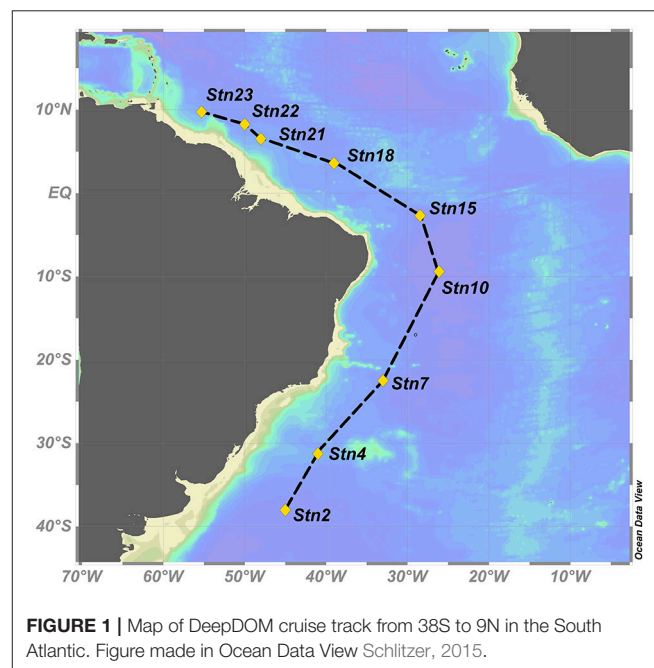 Stn23
Stn22
10°N
Stn21
Stn18
EQ
Stn15
10°S
Stn10
20°S
Stn7
30°S
Stn4
Stn2
40°S
Ocean Data View
70°W 60°W 50°W 40°W 30°W 20°W 10°W
FIGURE 1 | Map of DeepDOM cruise track from 38S to 9N in the South
Atlantic. Figure made in Ocean Data View Schlitzer, 2015.